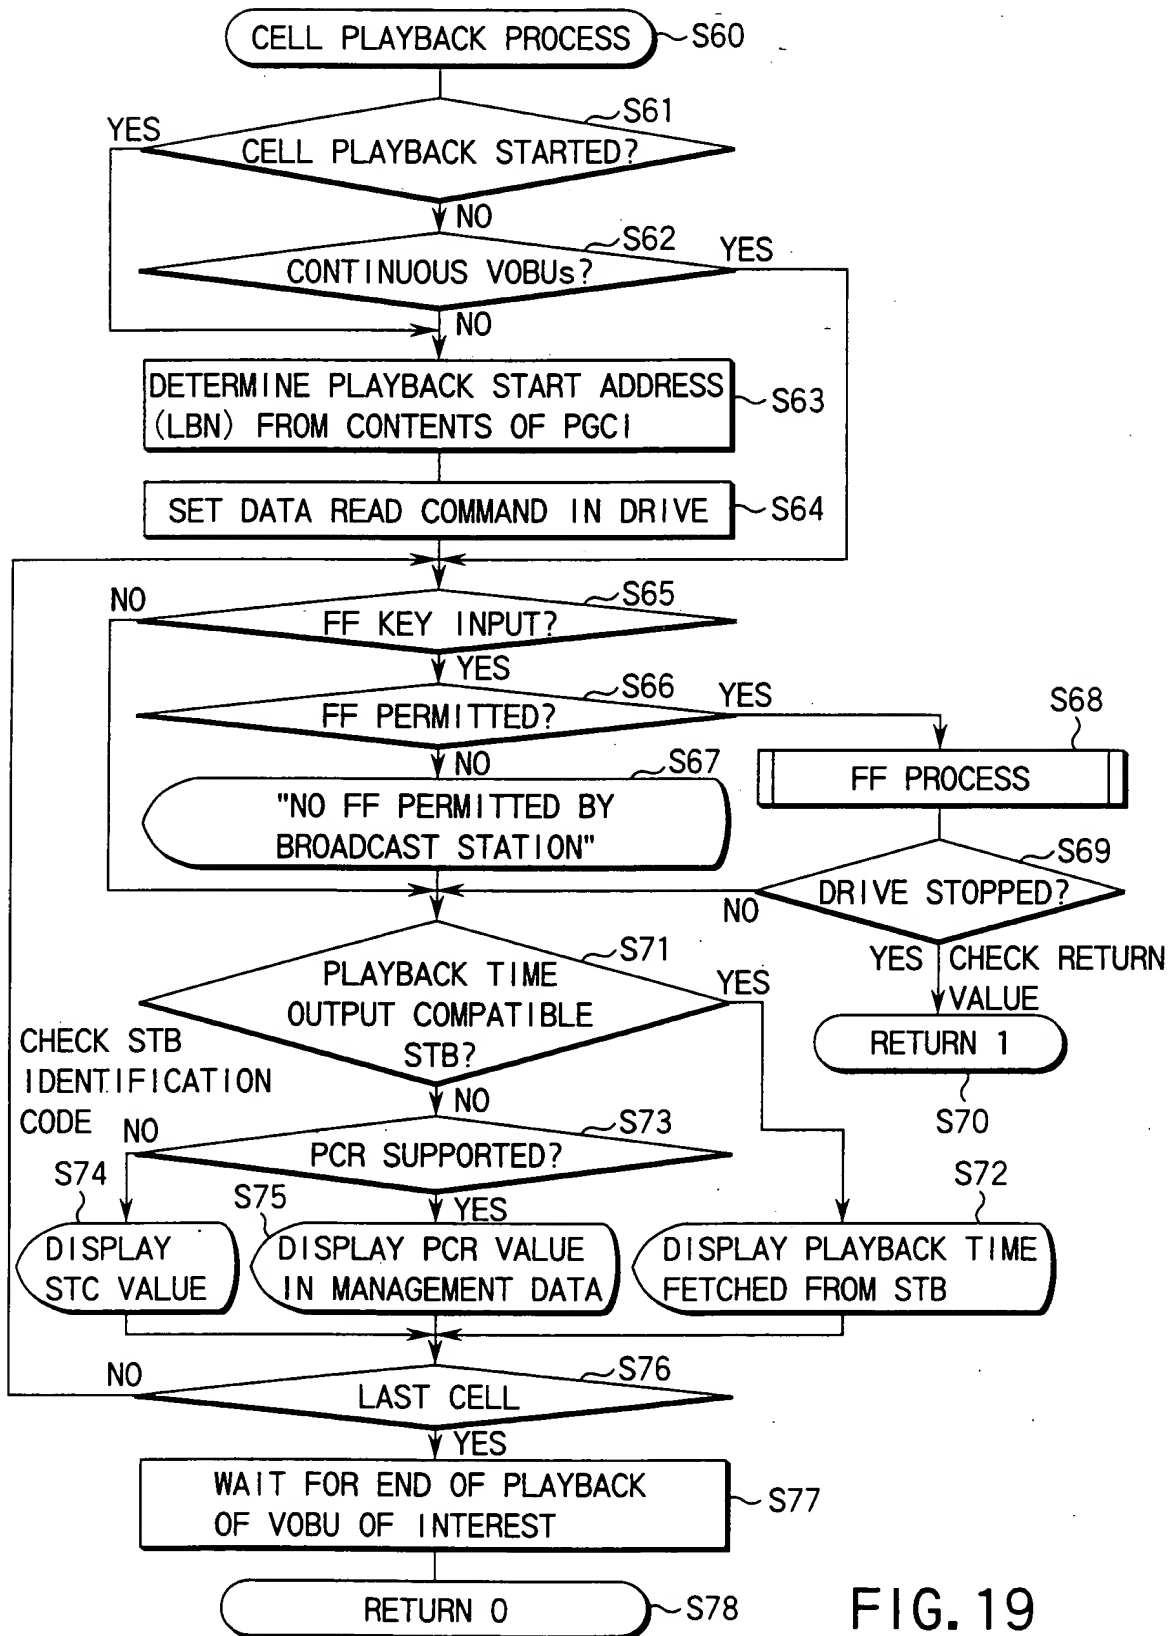 CELL PLAYBACK PROCESS
S60
S61
YES
CELL PLAYBACK STARTED?
NO
S62
YES
CONTINUOUS VOBUs?
NO
DETERMINE PLAYBACK START ADDRESS
(LBN) FROM CONTENTS OF PGCI
S63
SET DATA READ COMMAND IN DRIVE
S64
S65
NO
FF KEY INPUT?
YES
S66
YES
FF PERMITTED?
NO
S67
"NO FF PERMITTED BY
BROADCAST STATION"
S68
FF PROCESS
S69
DRIVE STOPPED?
NO
YES
CHECK RETURN
VALUE
RETURN 1
S70
S71
PLAYBACK TIME
OUTPUT COMPATIBLE
STB?
YES
NO
CHECK STB
IDENTIFICATION
CODE
NO
S73
PCR SUPPORTED?
YES
S74
DISPLAY
STC VALUE
S75
DISPLAY PCR VALUE
IN MANAGEMENT DATA
S72
DISPLAY PLAYBACK TIME
FETCHED FROM STB
S76
NO
LAST CELL
YES
WAIT FOR END OF PLAYBACK
OF VOBU OF INTEREST
S77
RETURN 0
S78
FIG. 19